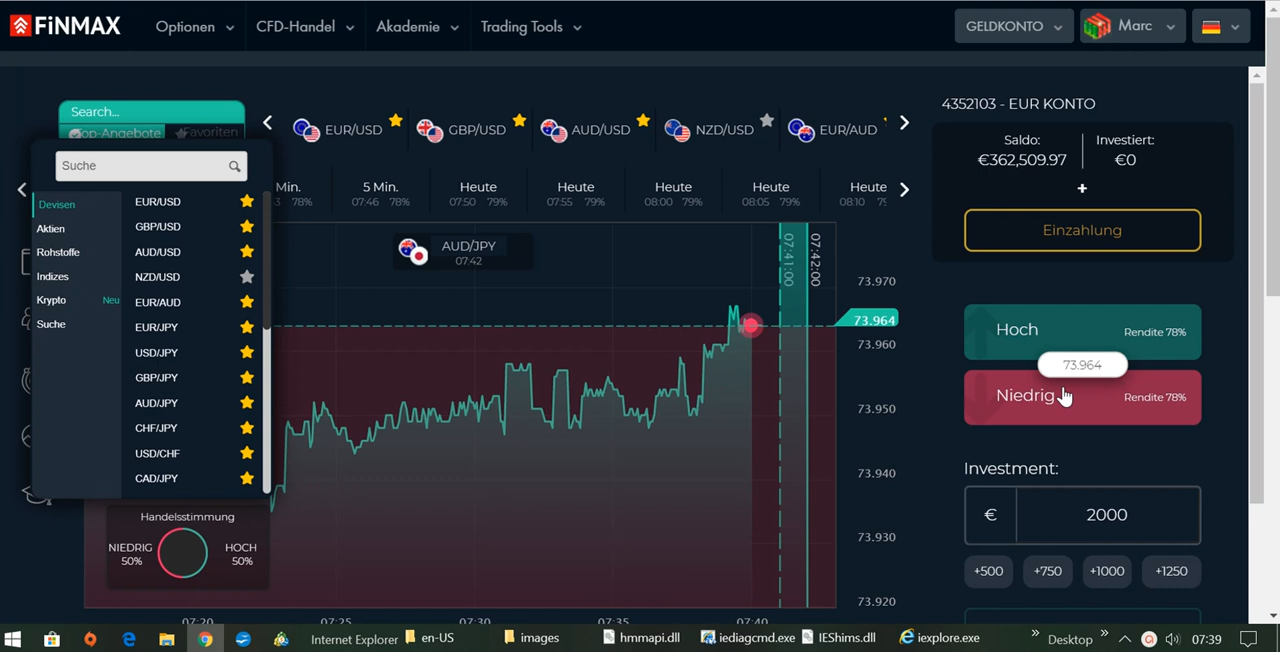 FiNMAX
Optionen
CFD-Handel
Akademie
Trading Tools
GELDKONTO
Marc
Search...
Top-Angebote
Favoriten
EUR/USD
GBP/USD
AUD/USD
NZD/USD
EUR/AUD
4352103 - EUR KONTO
Saldo:
€362,509.97
Investiert:
€0
+
Einzahlung
Min.
78%
5 Min.
07:46 78%
Heute
07:50 79%
Heute
07:55 79%
Heute
08:00 79%
Heute
08:05 79%
Heute
08:10
Suche
Devisen
Aktien
Rohstoffe
Indizes
Krypto Neu
Suche
EUR/USD
GBP/USD
AUD/USD
NZD/USD
EUR/AUD
EUR/JPY
USD/JPY
GBP/JPY
AUD/JPY
CHF/JPY
USD/CHF
CAD/JPY
AUD/JPY
07:42
07:41:00
07:42:00
73.970
73.964
73.960
73.950
73.940
73.930
73.920
Hoch
Rendite 78%
73.964
Niedrig
Rendite 78%
Investment:
€ 2000
+500
+750
+1000
+1250
Handelsstimmung
NIEDRIG
50%
HOCH
50%
07:20
07:25
07:30
07:35
07:40
Internet Explorer
en-US
images
hmmapi.dll
iediagcmd.exe
IEShims.dll
iexplore.exe
Desktop
07:39